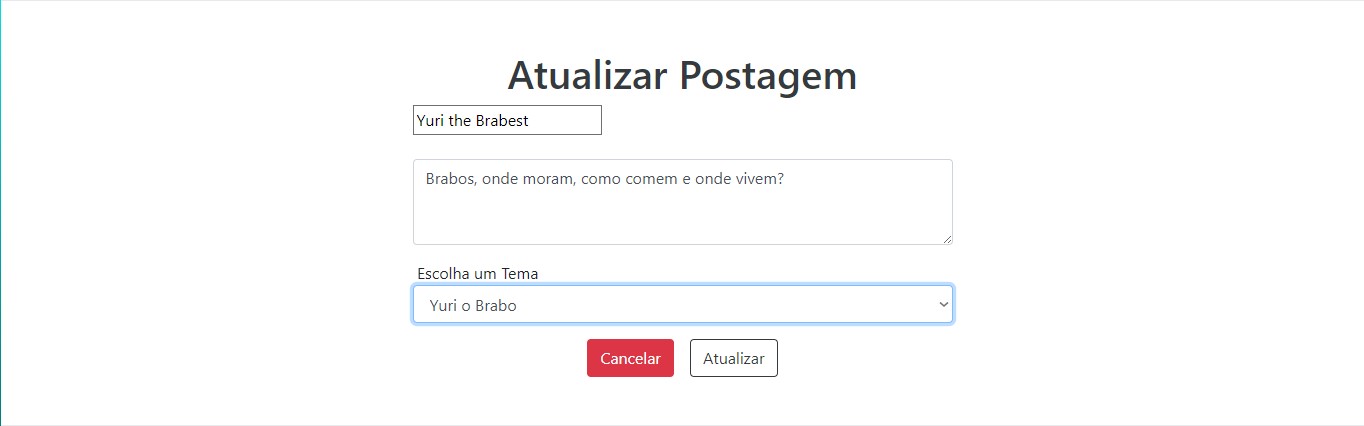 Atualizar Postagem
Yuri the Brabest
Brabos, onde moram, como comem e onde vivem?
Escolha um Tema
Yuri o Brabo
Cancelar Atualizar